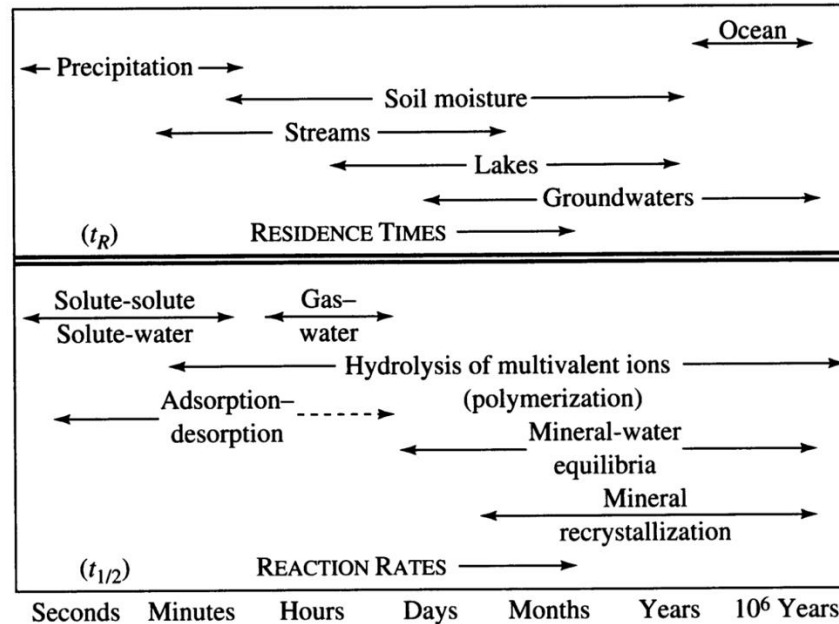 Ocean
Precipitation
Soil moisture
Streams
Lakes
Groundwaters
(tR) RESIDENCE TIMES
Solute-solute
Solute-water
Gas–
water
Hydrolysis of multivalent ions
(polymerization)
Adsorption–
desorption
Mineral-water
equilibria
Mineral
recrystallization
(t1/2) REACTION RATES
Seconds Minutes Hours Days Months Years 10⁶ Years